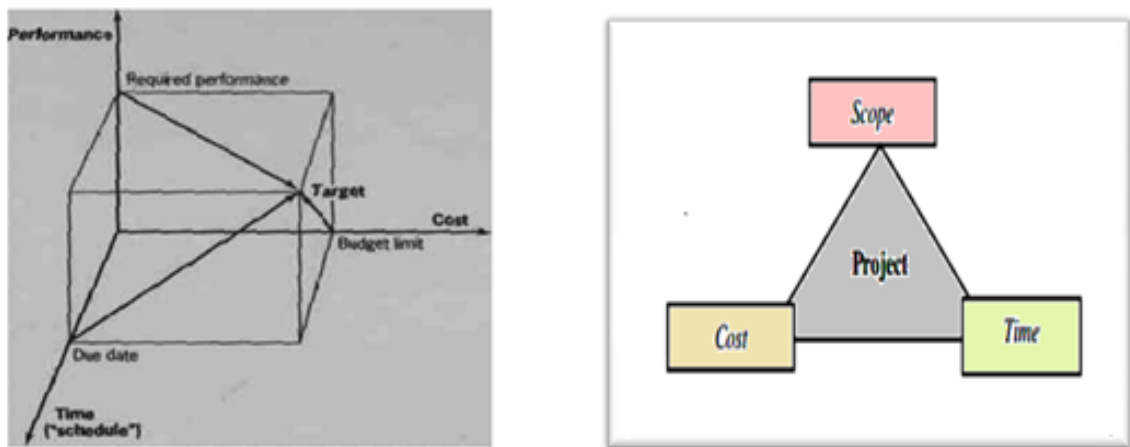 Performance
Required performance
Target
Cost
Budget limit
Due date
Time
("schedule")
Scope
Project
Cost
Time